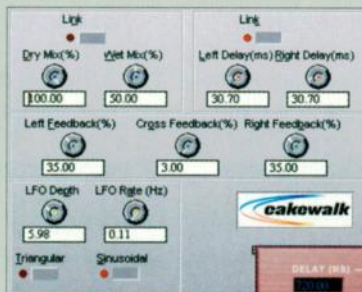 Link Link
Dry Mix(%) Wet Mix(%) Left Delay(ms) Right Delay(ms)
100.00 50.00 30.70 30.70
Left Feedback(%) Cross Feedback(%) Right Feedback(%)
35.00 3.00 35.00
LFO Depth LFO Rate (Hz)
5.98 0.11
cakewalk
Triangular Sinusoidal
DELAY (MS)
720.00